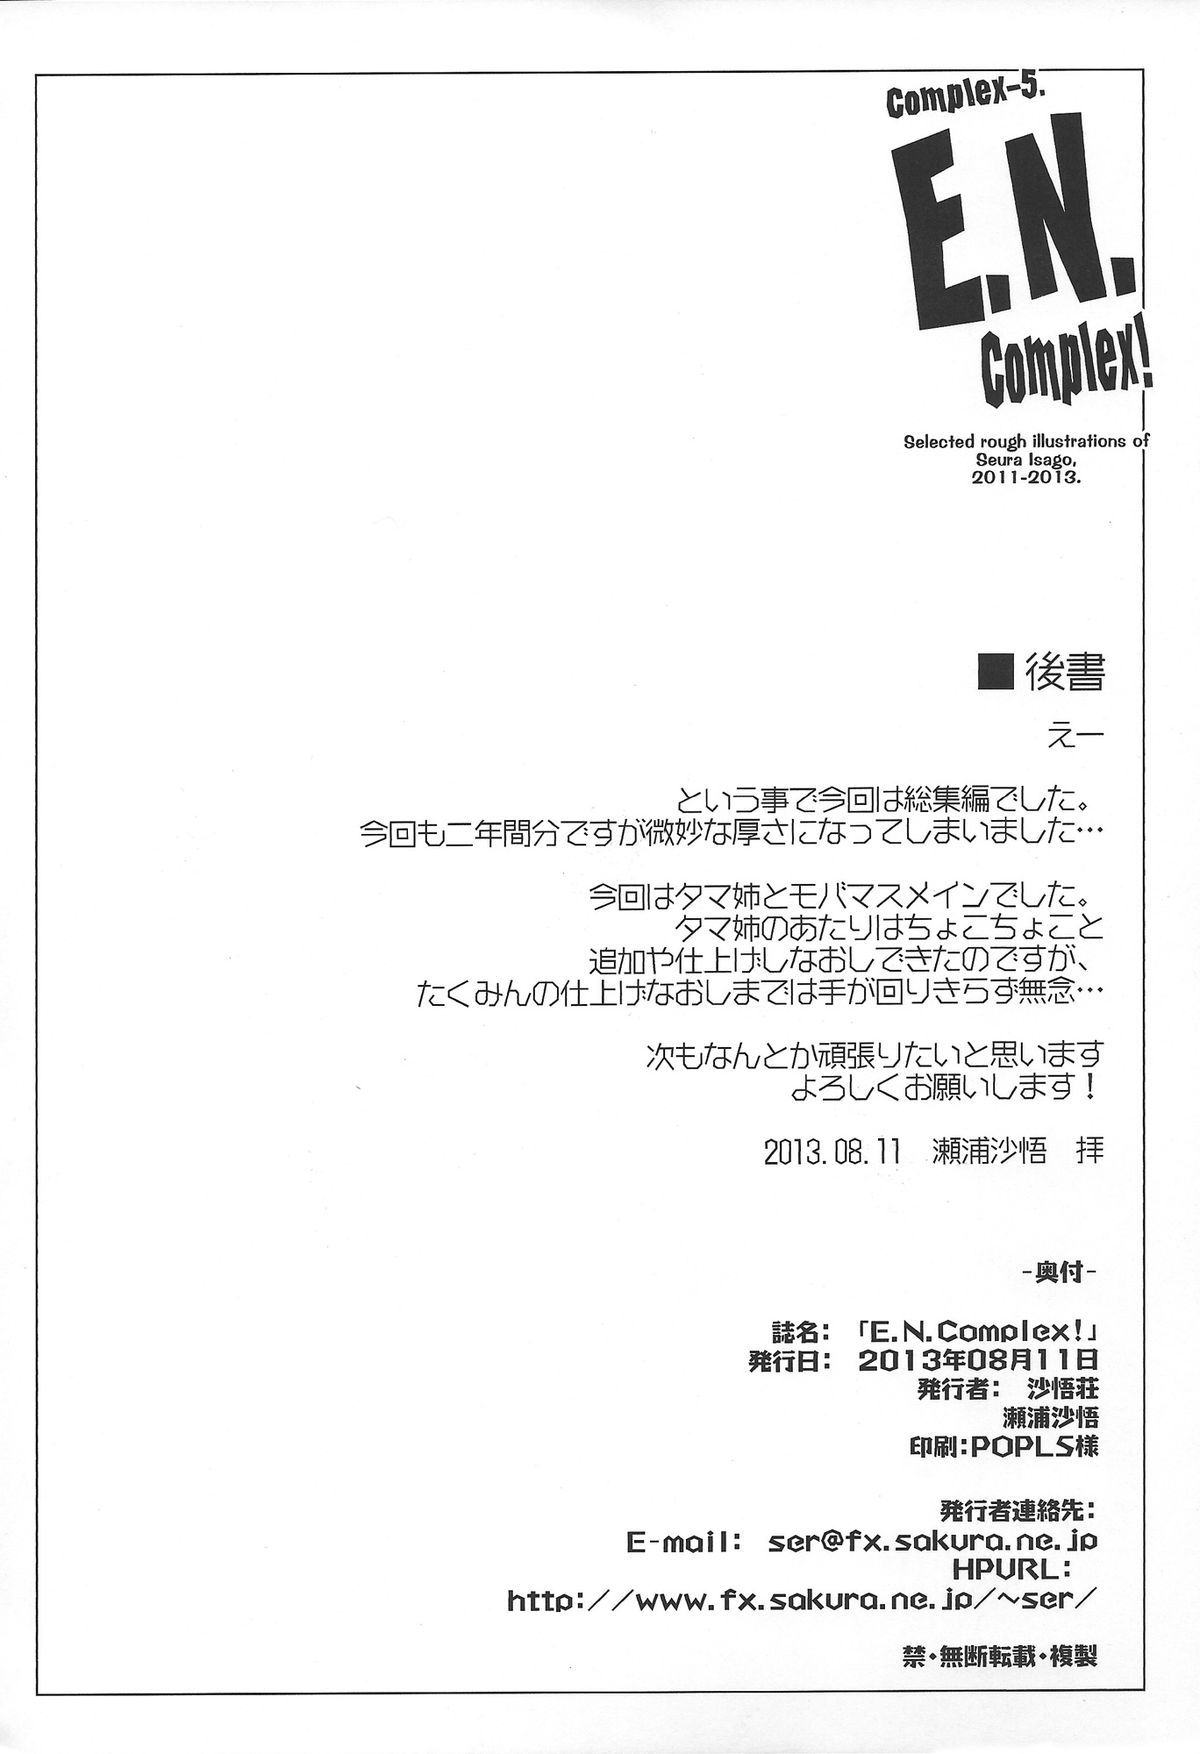 Complex-5.
E.N.
Complex!
Selected rough illustrations of
Seura Isago,
2011-2013.
■後書
えー
という事で今回は総集編でした。
今回も二年間分ですが微妙な厚さになってしまいました…
今回はタマ姉とモバマスメインでした。
タマ姉のあたりはちょこちょこと
追加や仕上げしなおしできたのですが、
たくみんの仕上げなおしまでは手が回りきらず無念…
次もなんとか頑張りたいと思います
よろしくお願いします！
2013.08.11　瀬浦沙悟　拝
-奥付-
誌名：　「E.N.Complex!」
発行日：　2013年08月11日
発行者：　沙悟荘
瀬浦沙悟
印刷：POPLS様
発行者連絡先：
E-mail：　ser@fx.sakura.ne.jp
HPURL：
http://www.fx.sakura.ne.jp/~ser/
禁・無断転載・複製